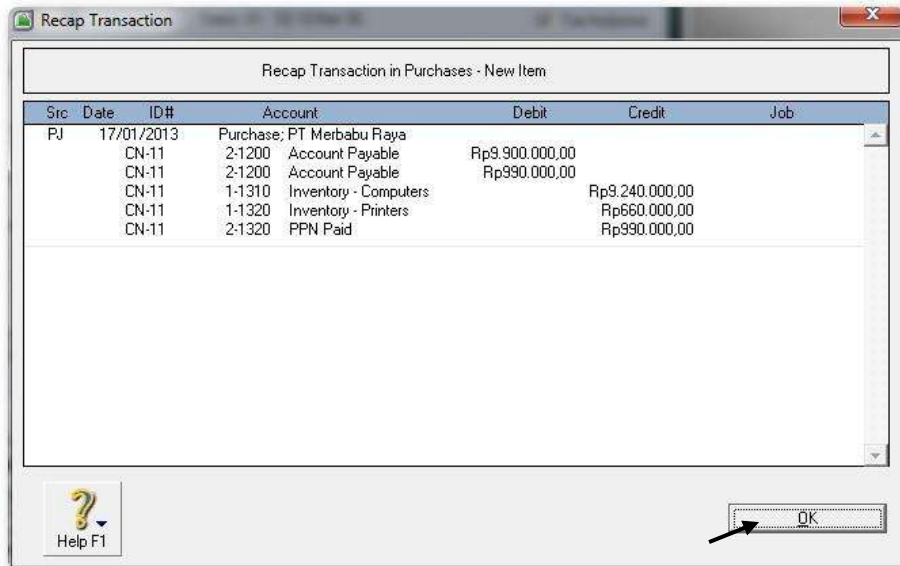 Recap Transaction
Recap Transaction in Purchases - New Item
Src Date ID# Account Debit Credit Job
PJ 17/01/2013 Purchase; PT Merbabu Raya
CN-11 2-1200 Account Payable Rp9.900.000,00
CN-11 2-1200 Account Payable Rp990.000,00
CN-11 1-1310 Inventory - Computers Rp9.240.000,00
CN-11 1-1320 Inventory - Printers Rp660.000,00
CN-11 2-1320 PPN Paid Rp990.000,00
Help F1
OK